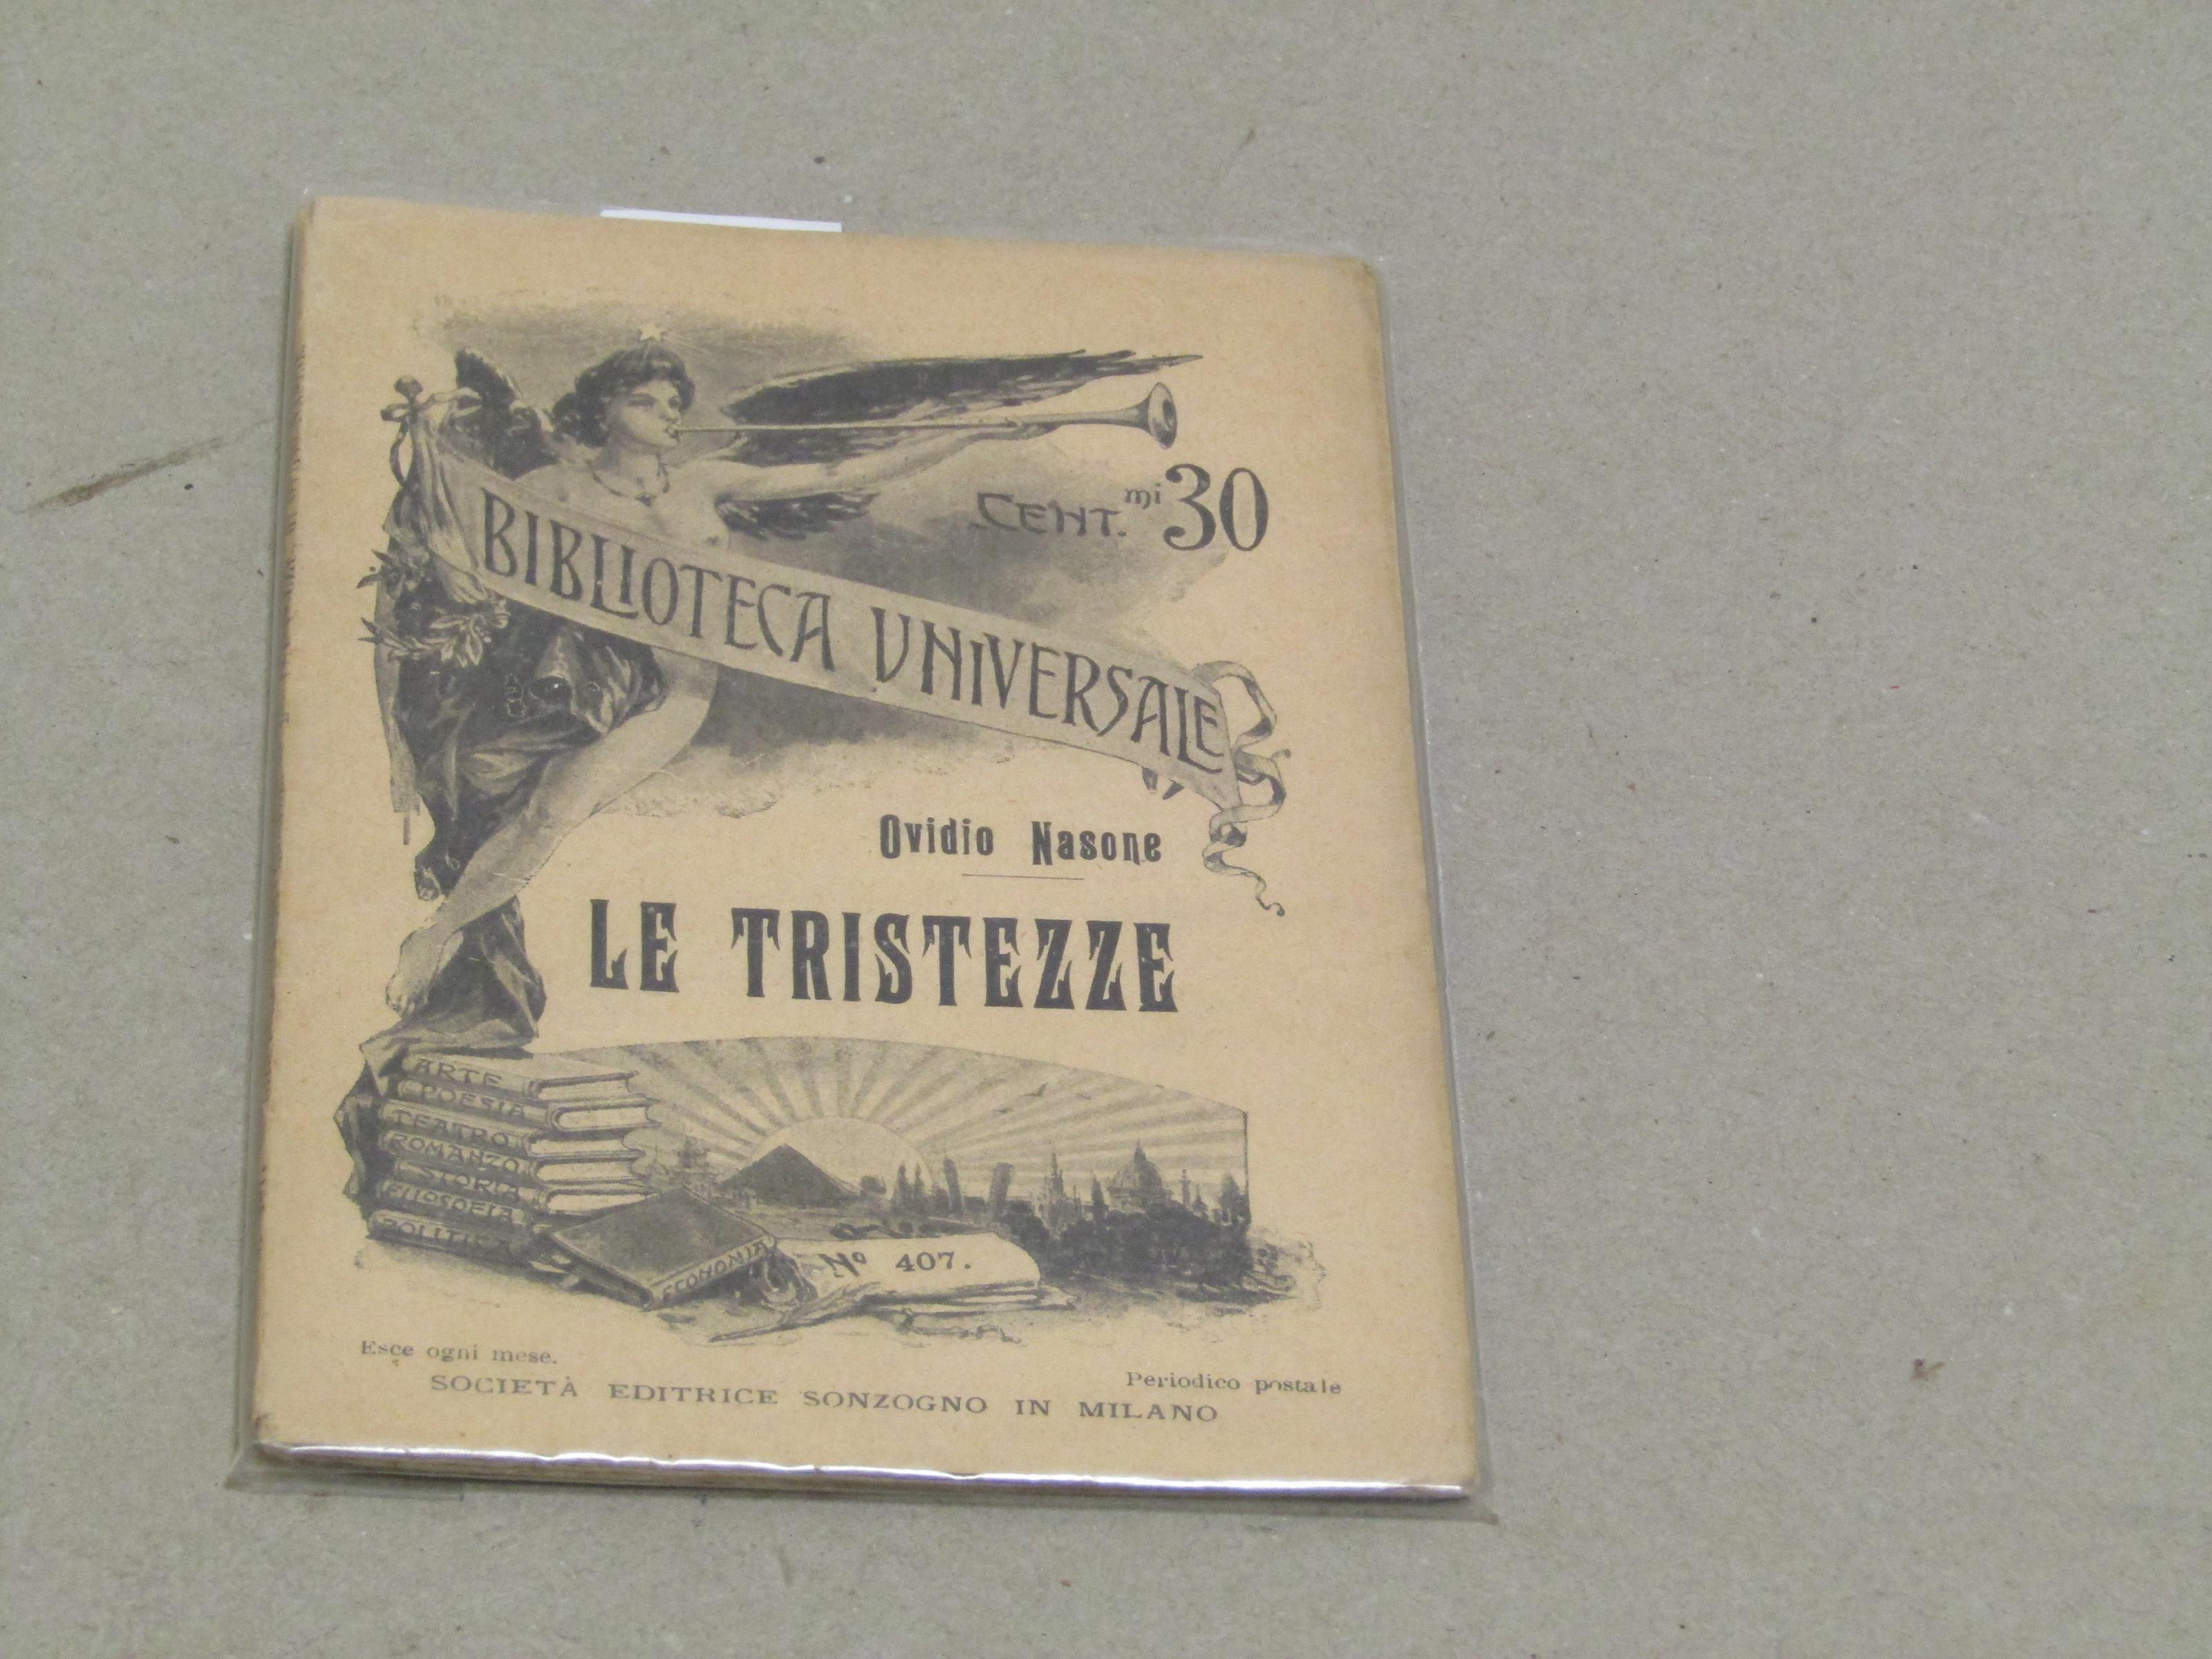 CENT.mi 30
BIBLIOTECA UNIVERSALE
Ovidio Nasone
LE TRISTEZZE
ARTE
POESIA
TEATRO
ROMANZO
STORIA
FILOSOFIA
POLITICA
ECONOMIA
No 407.
Esce ogni mese.
Periodico postale
SOCIETÀ EDITRICE SONZOGNO IN MILANO